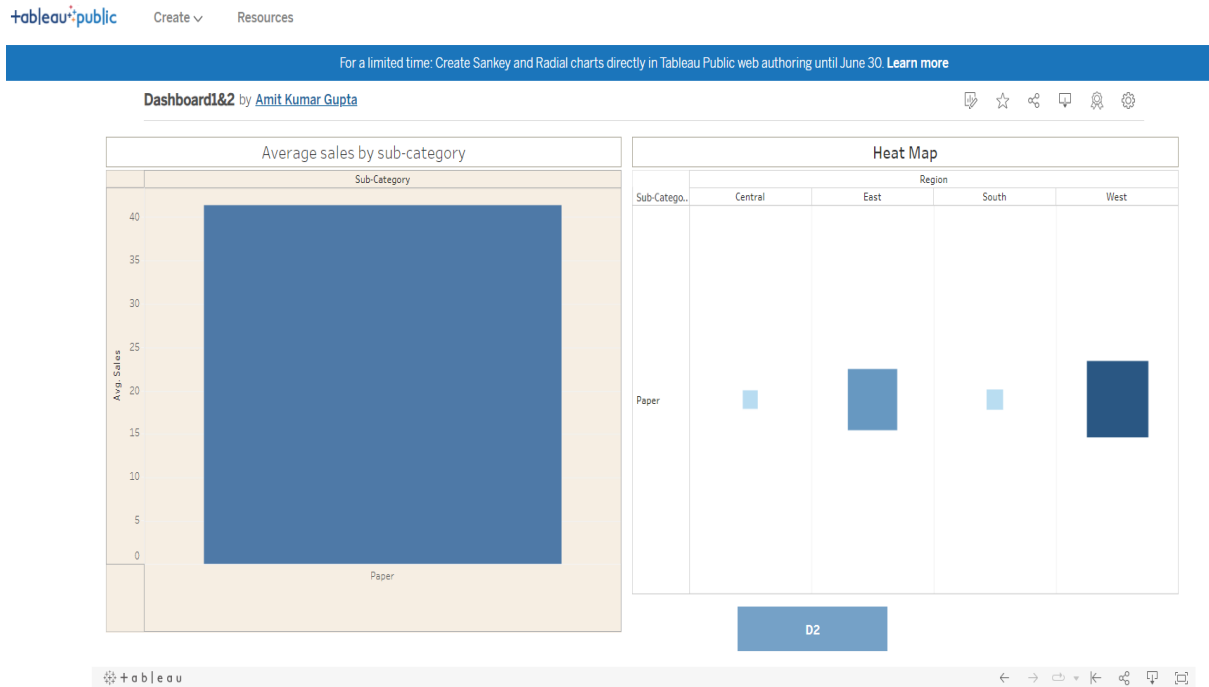 +ableau+public Create Resources
For a limited time: Create Sankey and Radial charts directly in Tableau Public web authoring until June 30. Learn more
Dashboard1&2 by Amit Kumar Gupta
Average sales by sub-category
Sub-Category
Avg. Sales
40
35
30
25
20
15
10
5
0
Paper
Heat Map
Region
Sub-Catego.. Central East South West
Paper
D2
+ableau